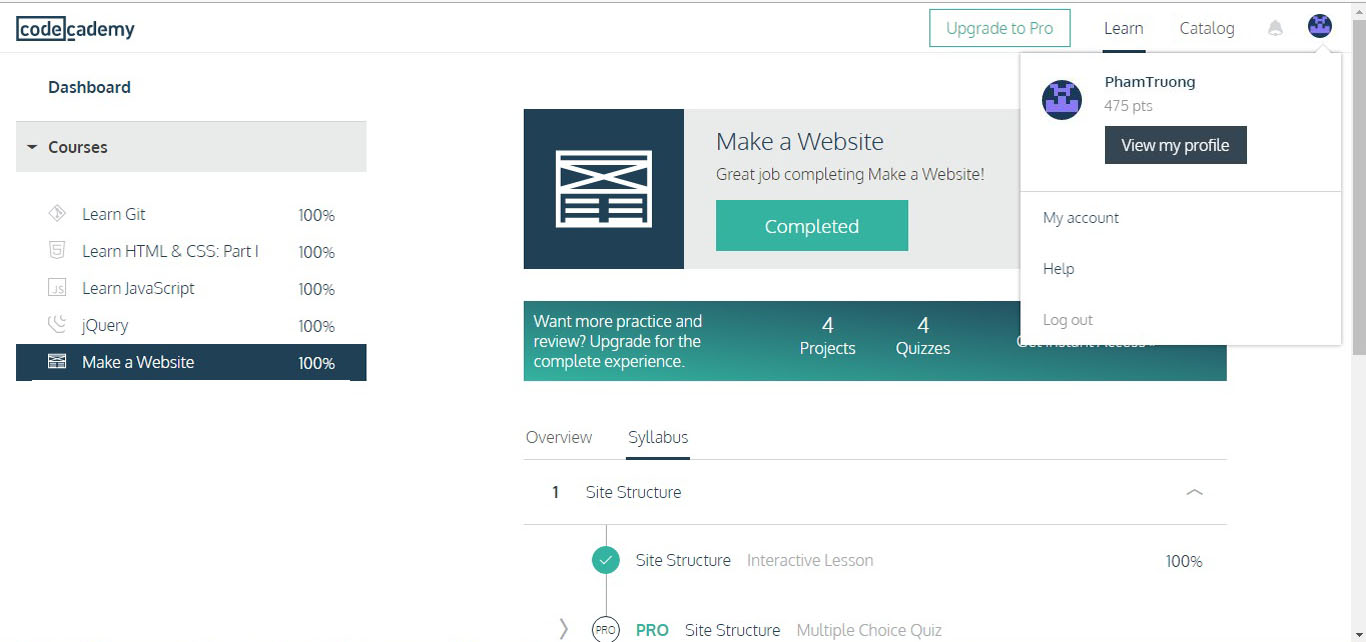 codecademy
Upgrade to Pro
Learn
Catalog
PhamTruong
475 pts
View my profile
My account
Help
Log out
Dashboard
Courses
Learn Git 100%
Learn HTML & CSS: Part I 100%
JS Learn JavaScript 100%
jQuery 100%
Make a Website 100%
Make a Website
Great job completing Make a Website!
Completed
Want more practice and
review? Upgrade for the
complete experience.
4
Projects
4
Quizzes
Get Instant Access
Overview
Syllabus
1 Site Structure
Site Structure Interactive Lesson 100%
PRO PRO Site Structure Multiple Choice Quiz